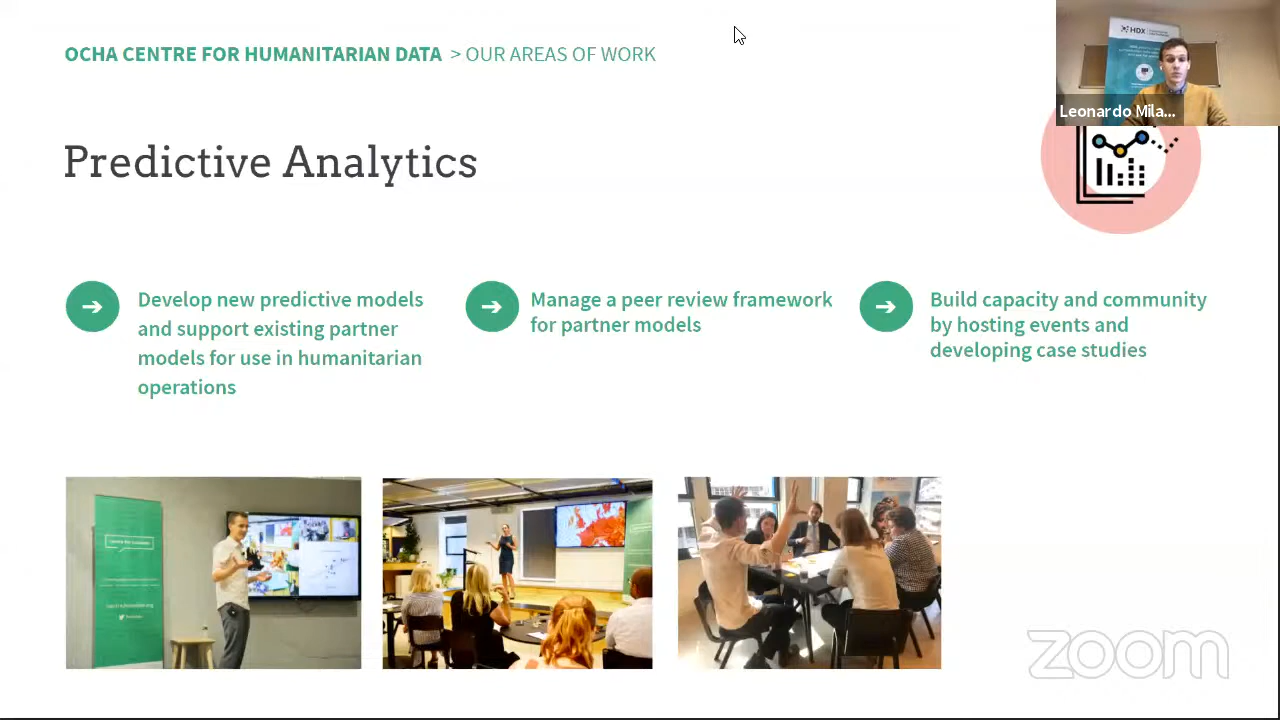 OCHA CENTRE FOR HUMANITARIAN DATA > OUR AREAS OF WORK
HDX
Leonardo Mila...
Predictive Analytics
Develop new predictive models
and support existing partner
models for use in humanitarian
operations
Manage a peer review framework
for partner models
Build capacity and community
by hosting events and
developing case studies
zoom